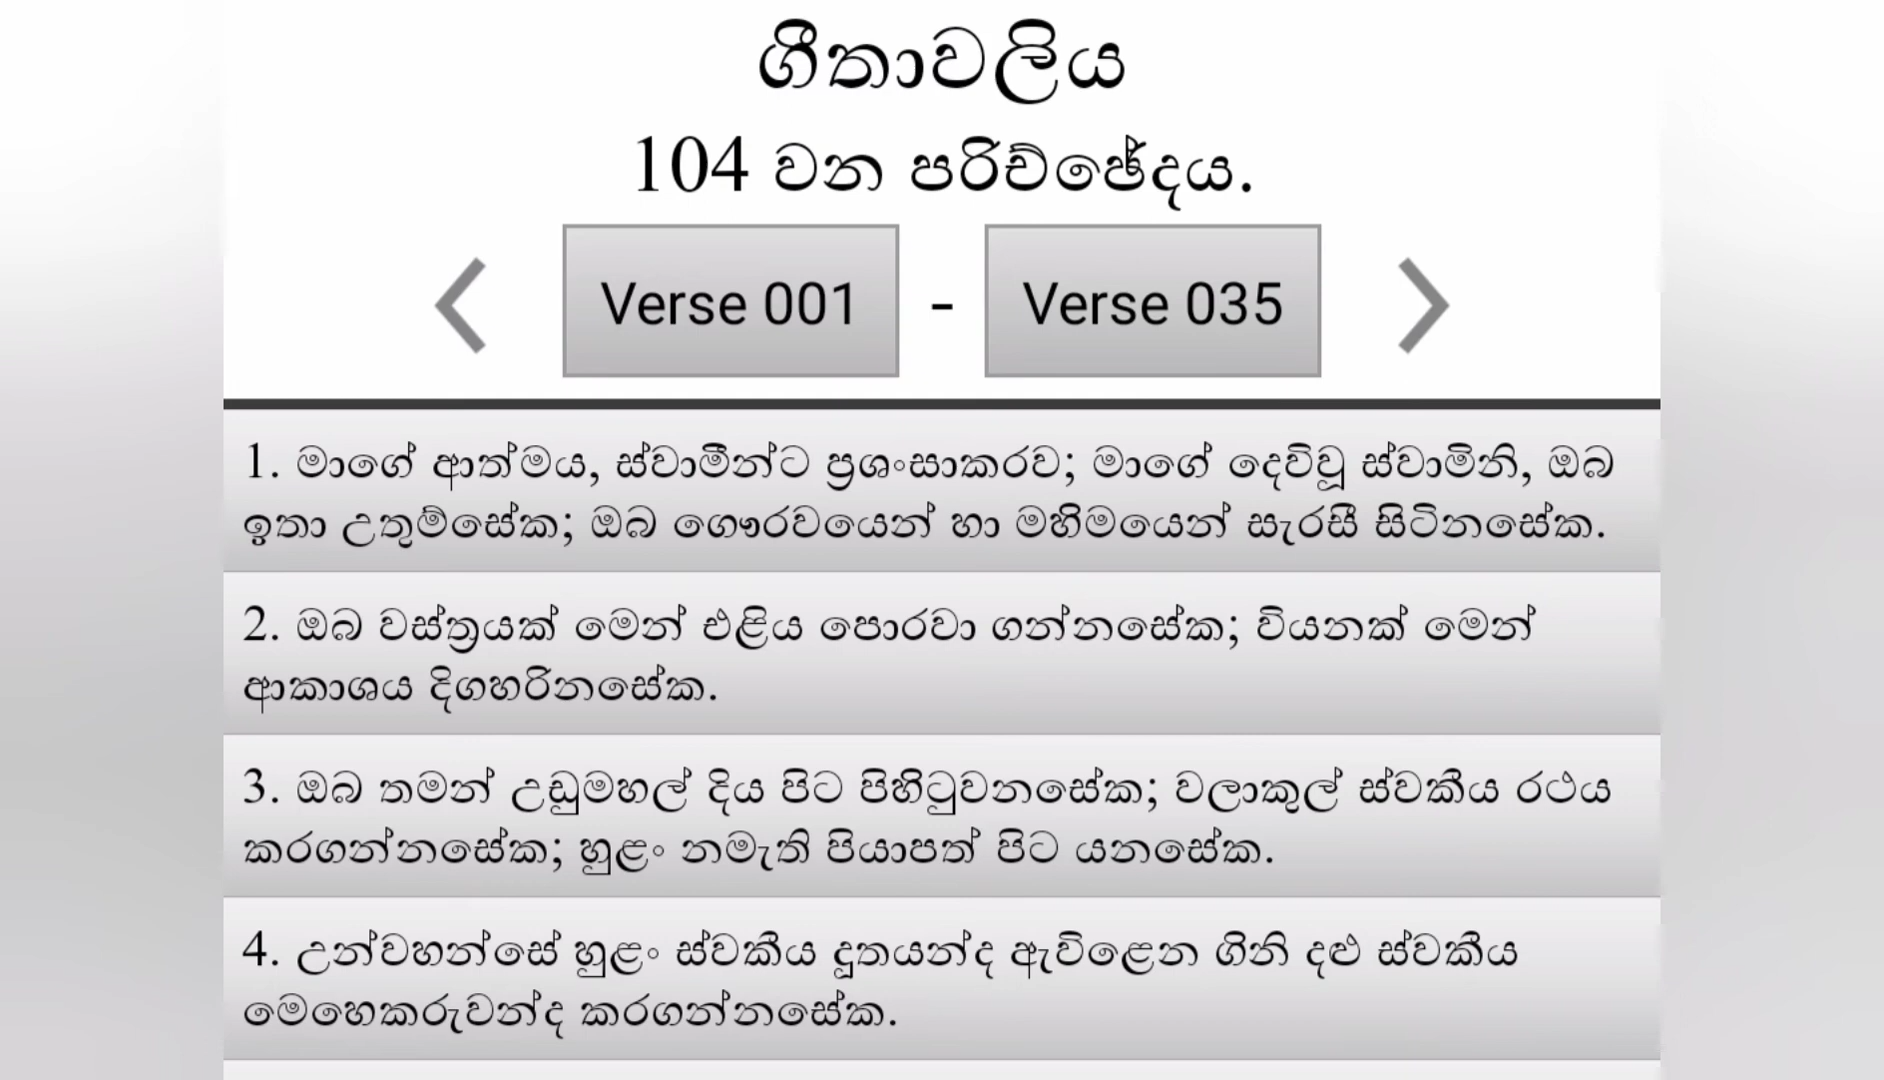 ගීතාවලිය
104 වන පරිච්ඡේදය.
Verse 001 - Verse 035
1. මාගේ ආත්මය, ස්වාමීන්ට ප්‍රශංසාකරව; මාගේ දෙවිවූ ස්වාමිනි, ඔබ
ඉතා උතුම්සේක; ඔබ ගෞරවයෙන් හා මහිමයෙන් සැරසී සිටිනසේක.
2. ඔබ වස්ත්‍රයක් මෙන් එළිය පොරවා ගන්නසේක; වියනක් මෙන්
ආකාශය දිගහරිනසේක.
3. ඔබ තමන් උඩුමහල් දිය පිට පිහිටුවනසේක; වලාකුල් ස්වකීය රථය
කරගන්නසේක; හුළං නමැති පියාපත් පිට යනසේක.
4. උන්වහන්සේ හුළං ස්වකීය දූතයන්ද ඇවිළෙන ගිනි දළු ස්වකීය
මෙහෙකරුවන්ද කරගන්නසේක.